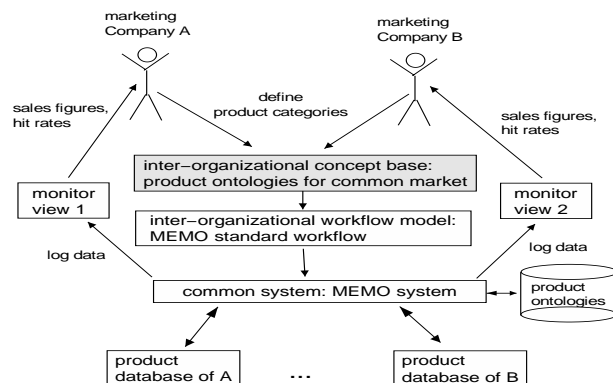 marketing
Company A
marketing
Company B
sales figures,
hit rates
define
product categories
sales figures,
hit rates
inter-organizational concept base:
product ontologies for common market
monitor
view 1
inter-organizational workflow model:
MEMO standard workflow
monitor
view 2
log data
log data
common system: MEMO system
product
ontologies
product
database of A
...
product
database of B